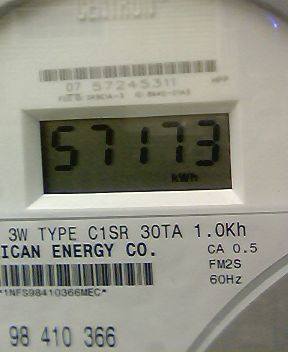 CENTRON
07 57245311
57173
kWh
3W TYPE C1SR 30TA 1.0Kh
ICAN ENERGY CO.
CA 0.5
FM2S
60Hz
*1NFS98410366MEC*
98 410 366